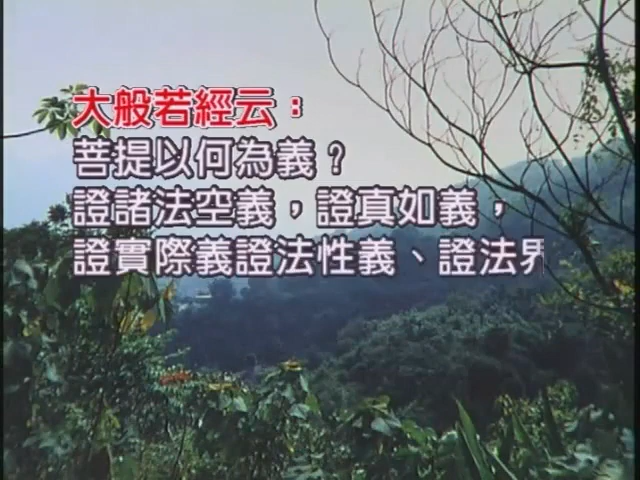 大般若經云：
菩提以何為義？
證諸法空義，證真如義，
證實際義證法性義、證法界